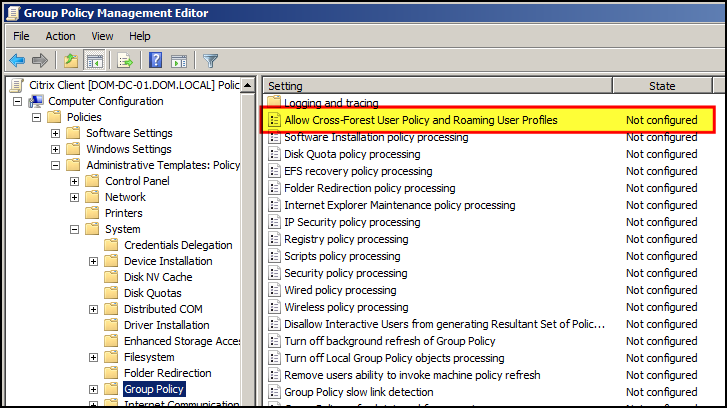 Group Policy Management Editor
File Action View Help
Citrix Client [DOM-DC-01.DOM.LOCAL] Polic
Computer Configuration
Policies
Software Settings
Windows Settings
Administrative Templates: Policy
Control Panel
Network
Printers
System
Credentials Delegation
Device Installation
Disk NV Cache
Disk Quotas
Distributed COM
Driver Installation
Enhanced Storage Acces
Filesystem
Folder Redirection
Group Policy
Internet Communication
Setting State
Logging and tracing
Allow Cross-Forest User Policy and Roaming User Profiles Not configured
Software Installation policy processing Not configured
Disk Quota policy processing Not configured
EFS recovery policy processing Not configured
Folder Redirection policy processing Not configured
Internet Explorer Maintenance policy processing Not configured
IP Security policy processing Not configured
Registry policy processing Not configured
Scripts policy processing Not configured
Security policy processing Not configured
Wired policy processing Not configured
Wireless policy processing Not configured
Disallow Interactive Users from generating Resultant Set of Polic... Not configured
Turn off background refresh of Group Policy Not configured
Turn off Local Group Policy objects processing Not configured
Remove users ability to invoke machine policy refresh Not configured
Group Policy slow link detection Not configured